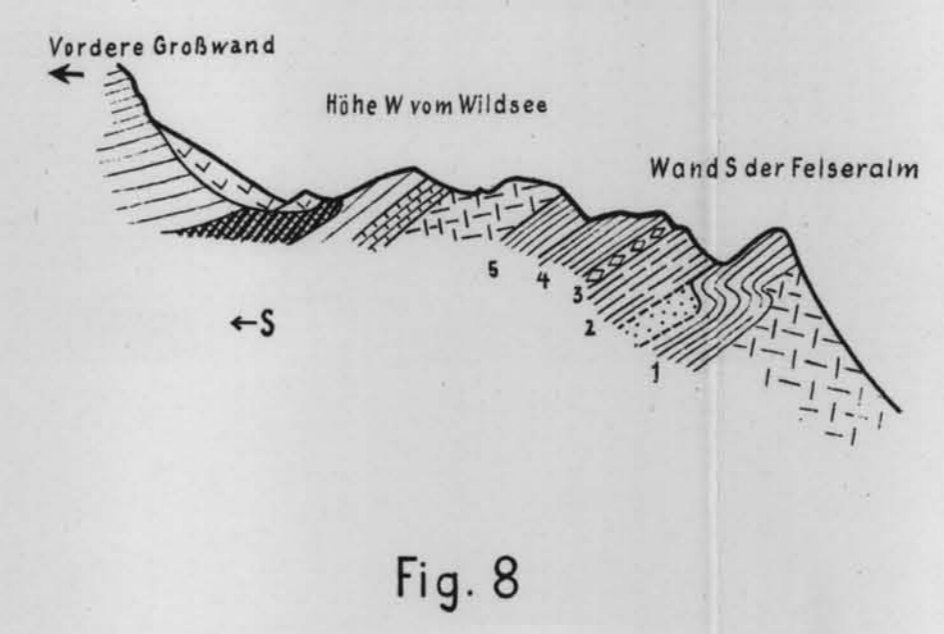 Vordere Großwand
Höhe W vom Wildsee
Wand S der Felseralm
5
4
3
2
1
←S
Fig. 8